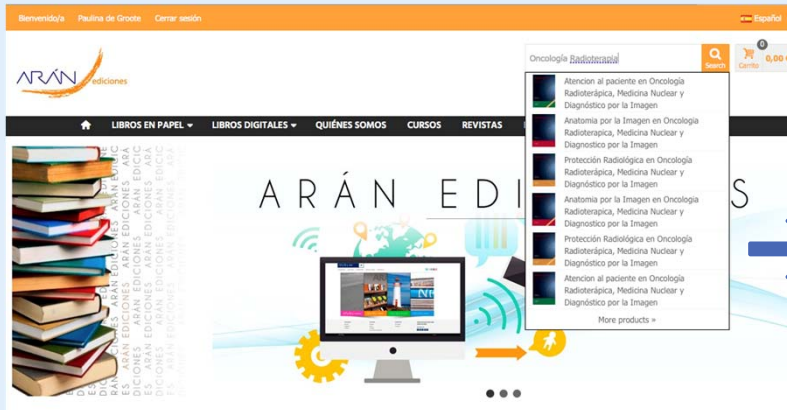 Bienvenido/a Paulina de Groote Cerrar sesión
Español
ARÁN
ediciones
Oncología Radioterapia
Search
0
Carrito
0,00 €
LIBROS EN PAPEL
LIBROS DIGITALES
QUIÉNES SOMOS
CURSOS
REVISTAS
Atencion al paciente en Oncología
Radioterápica, Medicina Nuclear y
Diagnóstico por la Imagen
Anatomia por la Imagen en Oncologia
Radioterapica, Medicina Nuclear y
Diagnóstico por la Imagen
Protección Radiológica en Oncología
Radioterápica, Medicina Nuclear y
Diagnóstico por la Imagen
Anatomia por la Imagen en Oncologia
Radioterapica, Medicina Nuclear y
Diagnóstico por la Imagen
Protección Radiológica en Oncología
Radioterápica, Medicina Nuclear y
Diagnóstico por la Imagen
Atencion al paciente en Oncología
Radioterápica, Medicina Nuclear y
Diagnóstico por la Imagen
More products »
ARÁN EDI S
ARÁN EDICIONES ARÁN EDICIONES